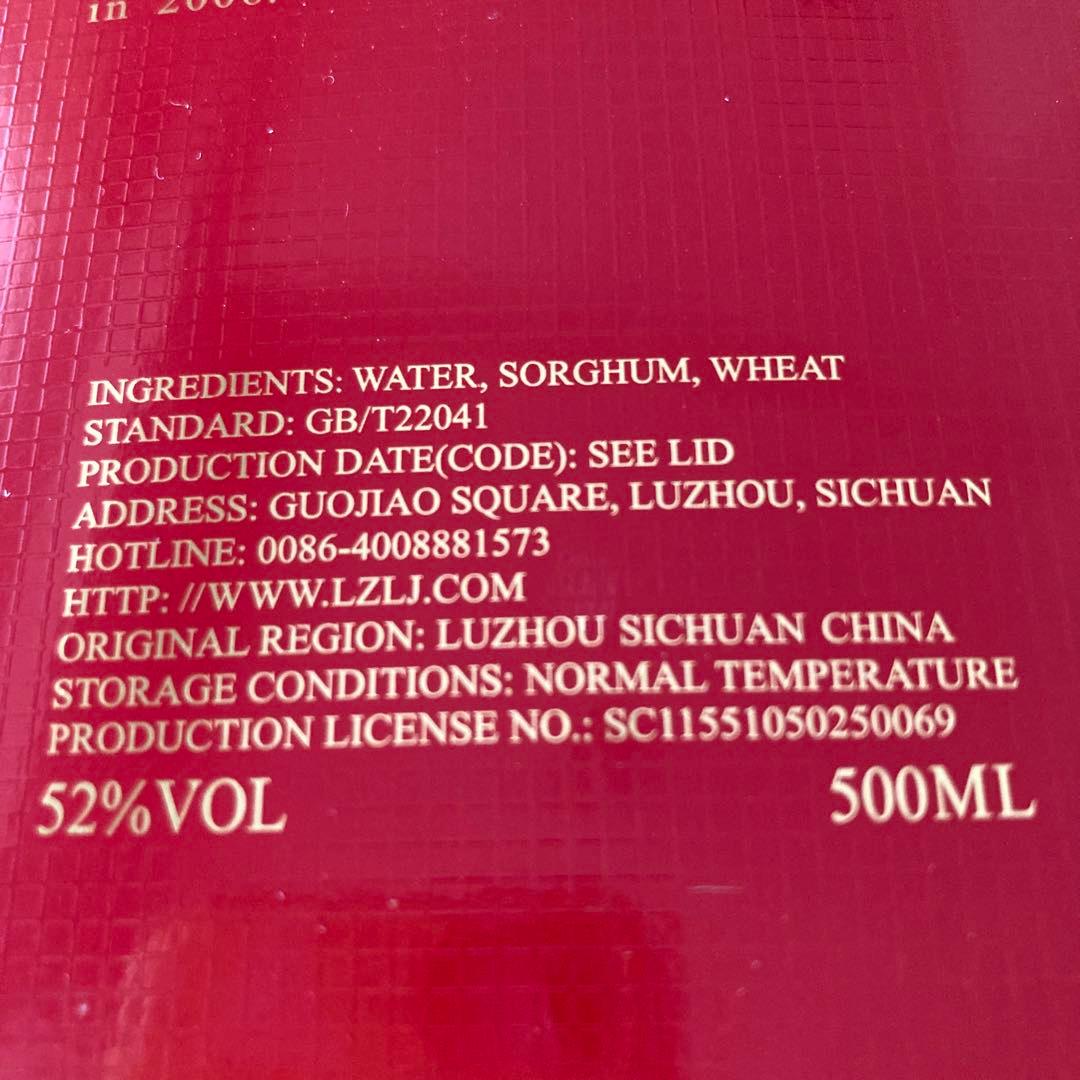 in 2006.
INGREDIENTS: WATER, SORGHUM, WHEAT
STANDARD: GB/T22041
PRODUCTION DATE(CODE): SEE LID
ADDRESS: GUOJIAO SQUARE, LUZHOU, SICHUAN
HOTLINE: 0086-4008881573
HTTP: //WWW.LZLJ.COM
ORIGINAL REGION: LUZHOU SICHUAN CHINA
STORAGE CONDITIONS: NORMAL TEMPERATURE
PRODUCTION LICENSE NO.: SC11551050250069
52%VOL 500ML